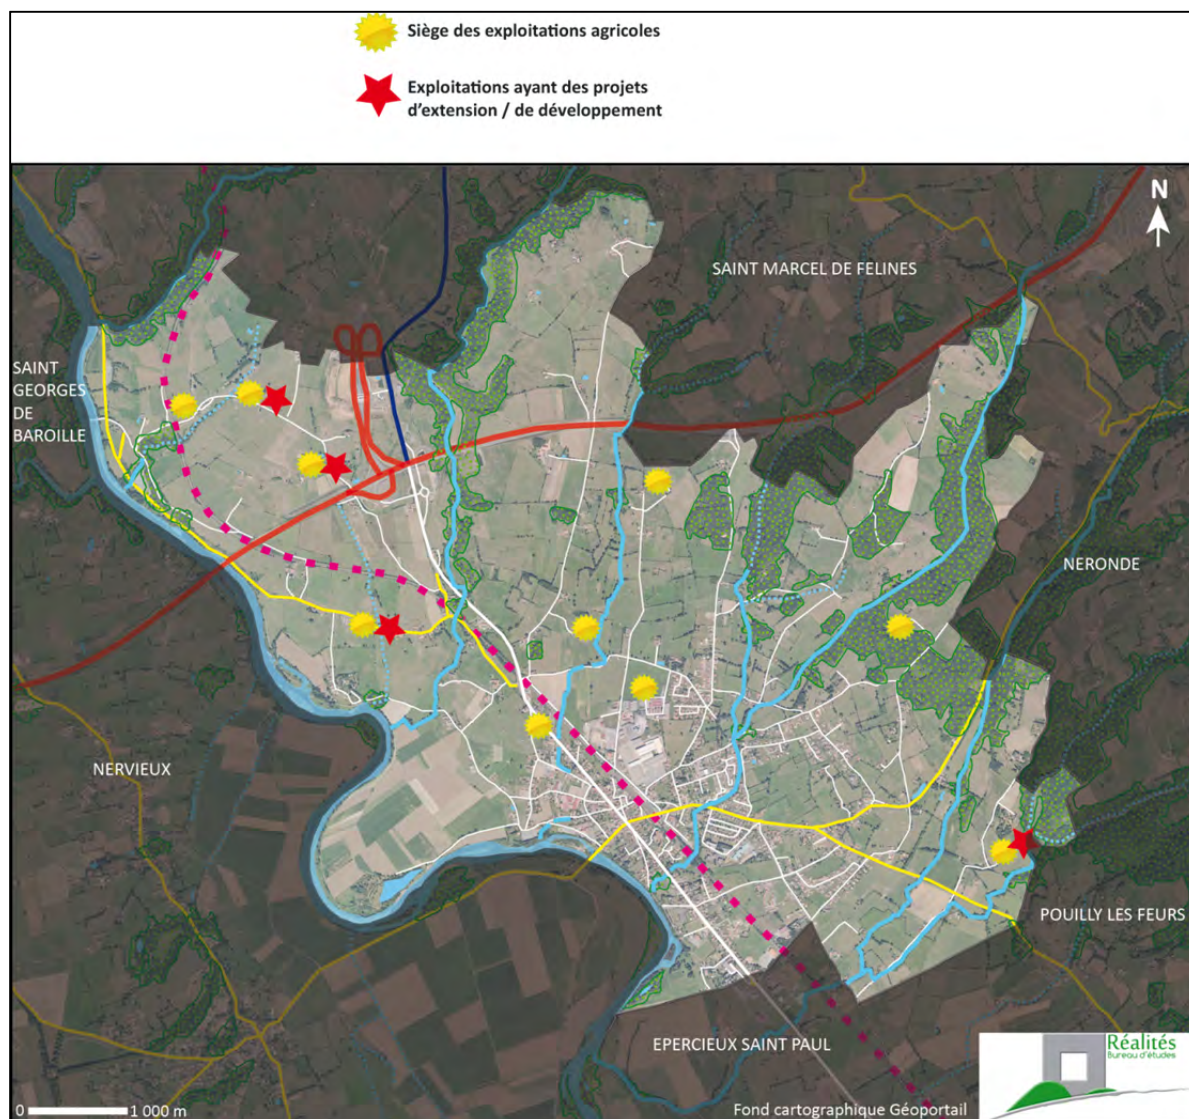 Siège des exploitations agricoles
Exploitations ayant des projets
d'extension / de développement
N
SAINT MARCEL DE FELINES
SAINT
GEORGES
DE
BAROILLE
NERONDE
NERVIEUX
POUILLY LES FEURS
EPERCIEUX SAINT PAUL
Réalités
Bureau d'études
0 1 000 m
Fond cartographique Géoportail